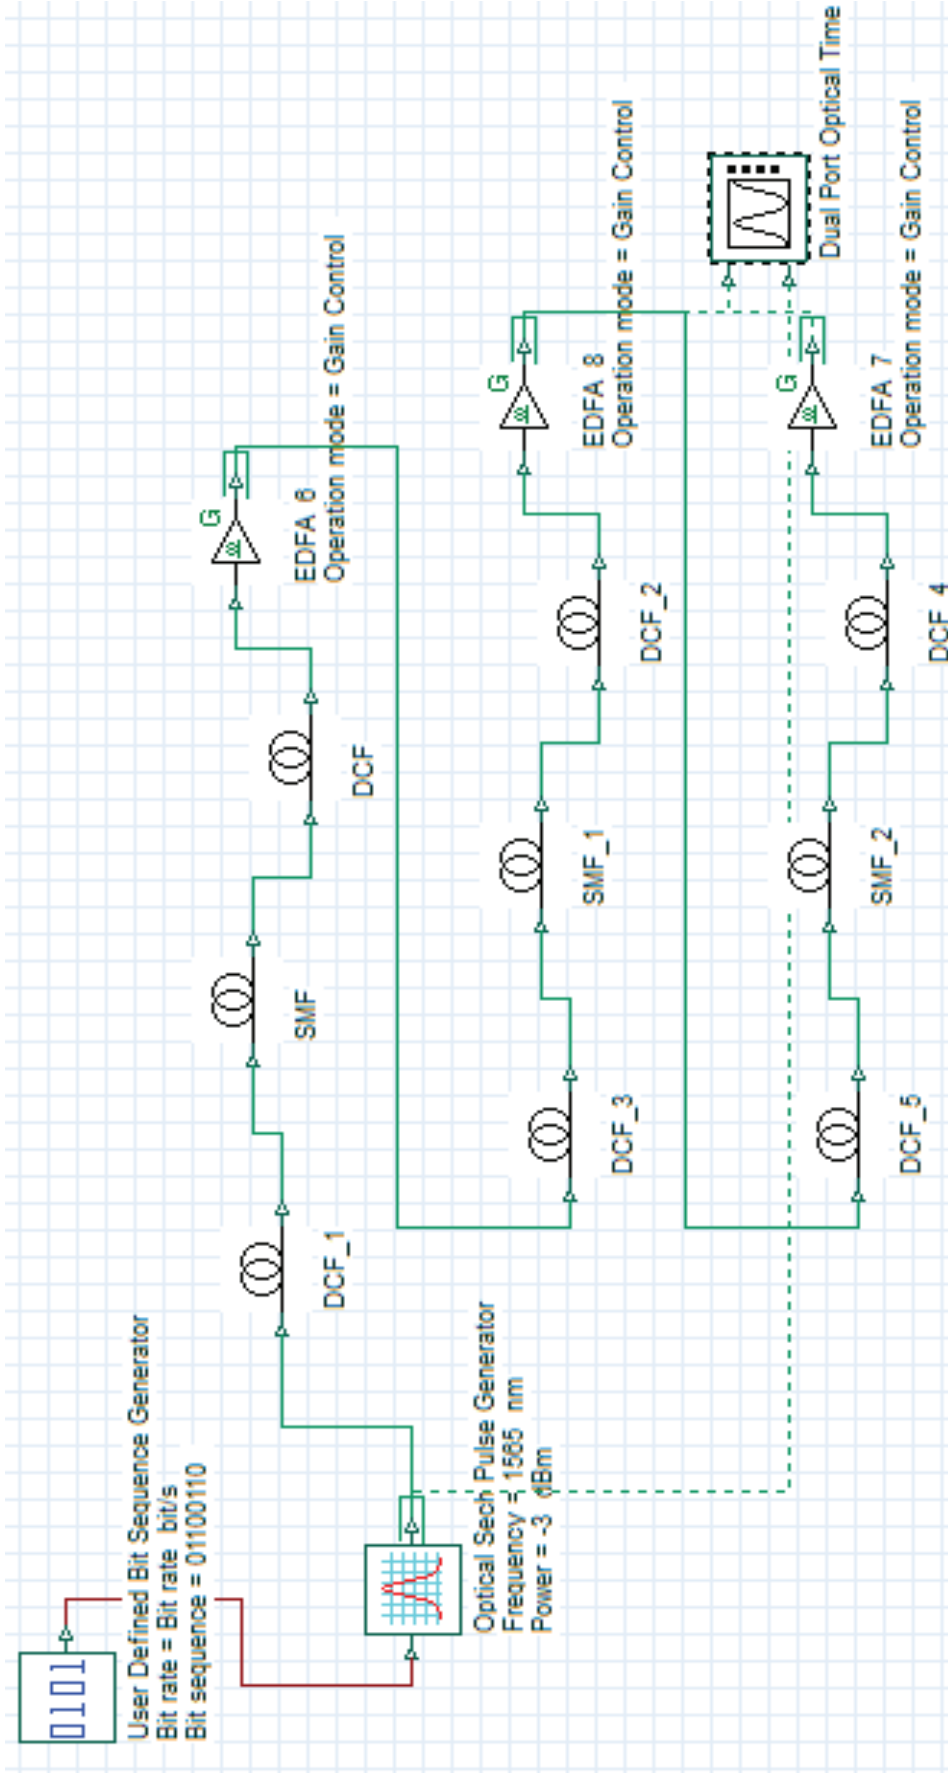 0101
User Defined Bit Sequence Generator
Bit rate = Bit rate  bit/s
Bit sequence = 01100110
Optical Sech Pulse Generator
Frequency = 1565  nm
Power = -3  dBm
DCF_1
SMF
DCF
G
EDFA 6
Operation mode = Gain Control
DCF_3
SMF_1
DCF_2
G
EDFA 8
Operation mode = Gain Control
DCF_5
SMF_2
DCF_4
G
EDFA 7
Operation mode = Gain Control
Dual Port Optical Time